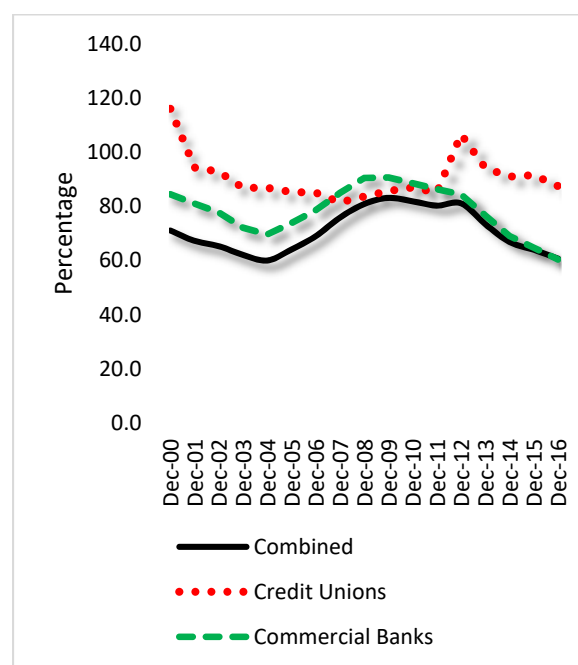 140.0
120.0
100.0
80.0
60.0
40.0
20.0
0.0
Percentage
Dec-00
Dec-01
Dec-02
Dec-03
Dec-04
Dec-05
Dec-06
Dec-07
Dec-08
Dec-09
Dec-10
Dec-11
Dec-12
Dec-13
Dec-14
Dec-15
Dec-16
Combined
Credit Unions
Commercial Banks